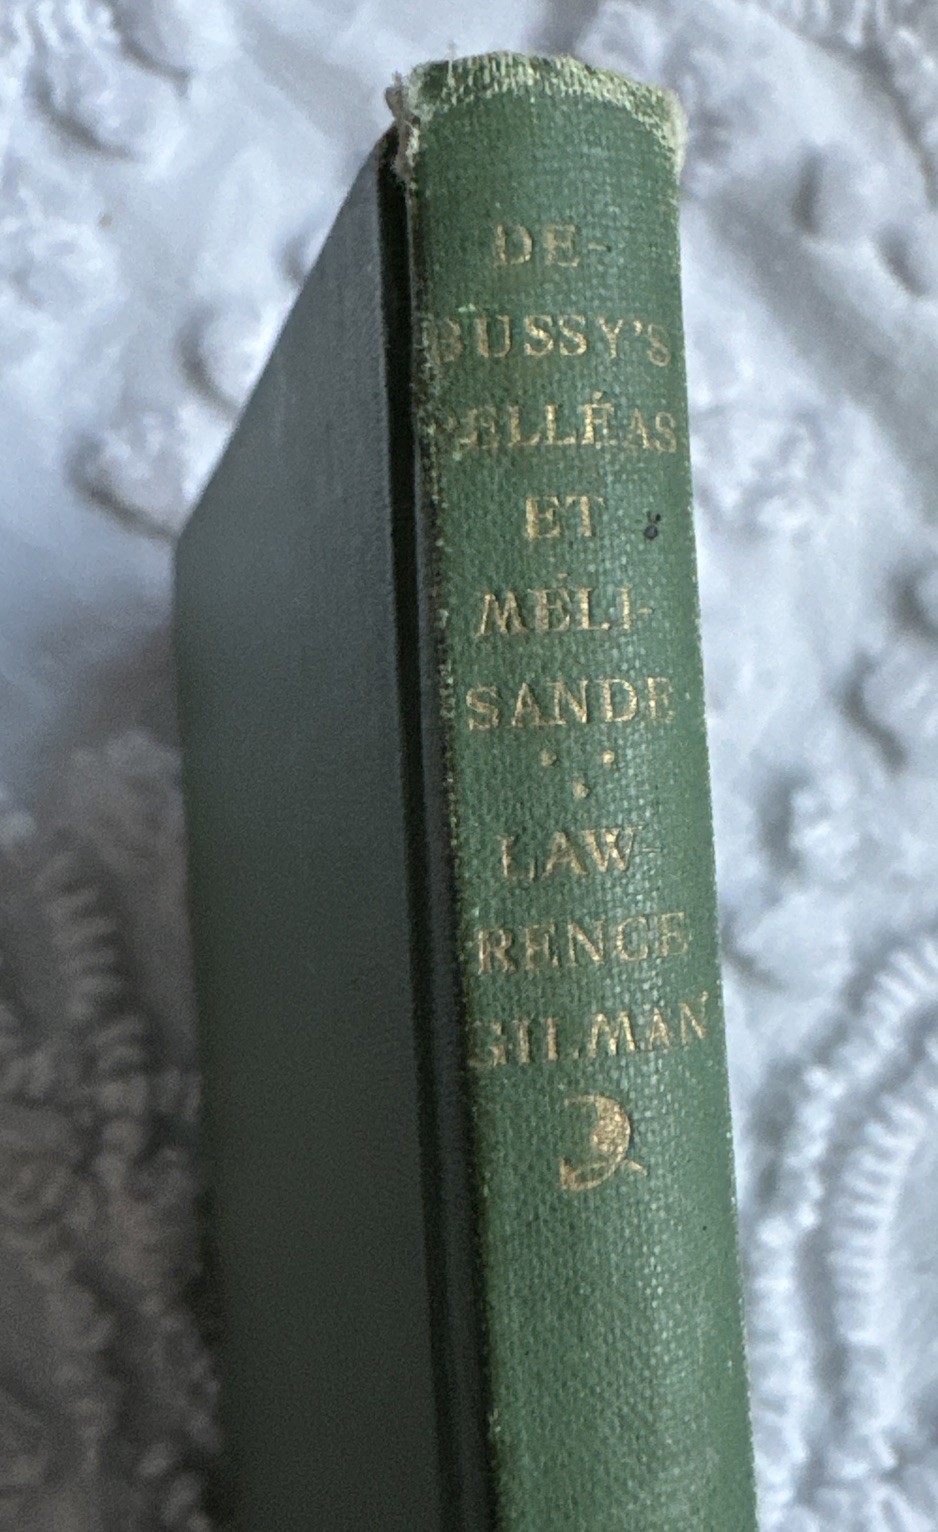 DE-
BUSSY'S
PELLÉAS
ET
MÉLI-
SANDE
LAW-
RENCE
GILMAN